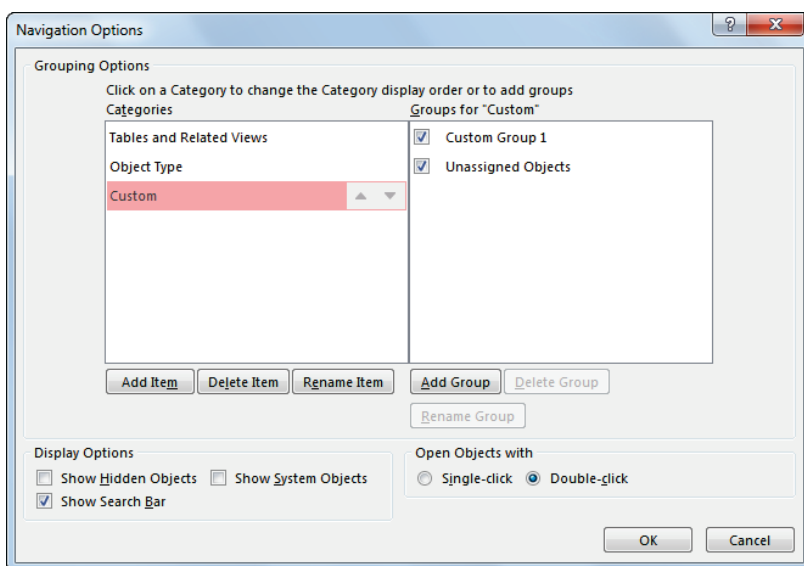 Navigation Options
Grouping Options
Click on a Category to change the Category display order or to add groups
Categories
Groups for "Custom"
Tables and Related Views
Object Type
Custom
Custom Group 1
Unassigned Objects
Add Item
Delete Item
Rename Item
Add Group
Delete Group
Rename Group
Display Options
Show Hidden Objects
Show System Objects
Show Search Bar
Open Objects with
Single-click
Double-click
OK
Cancel